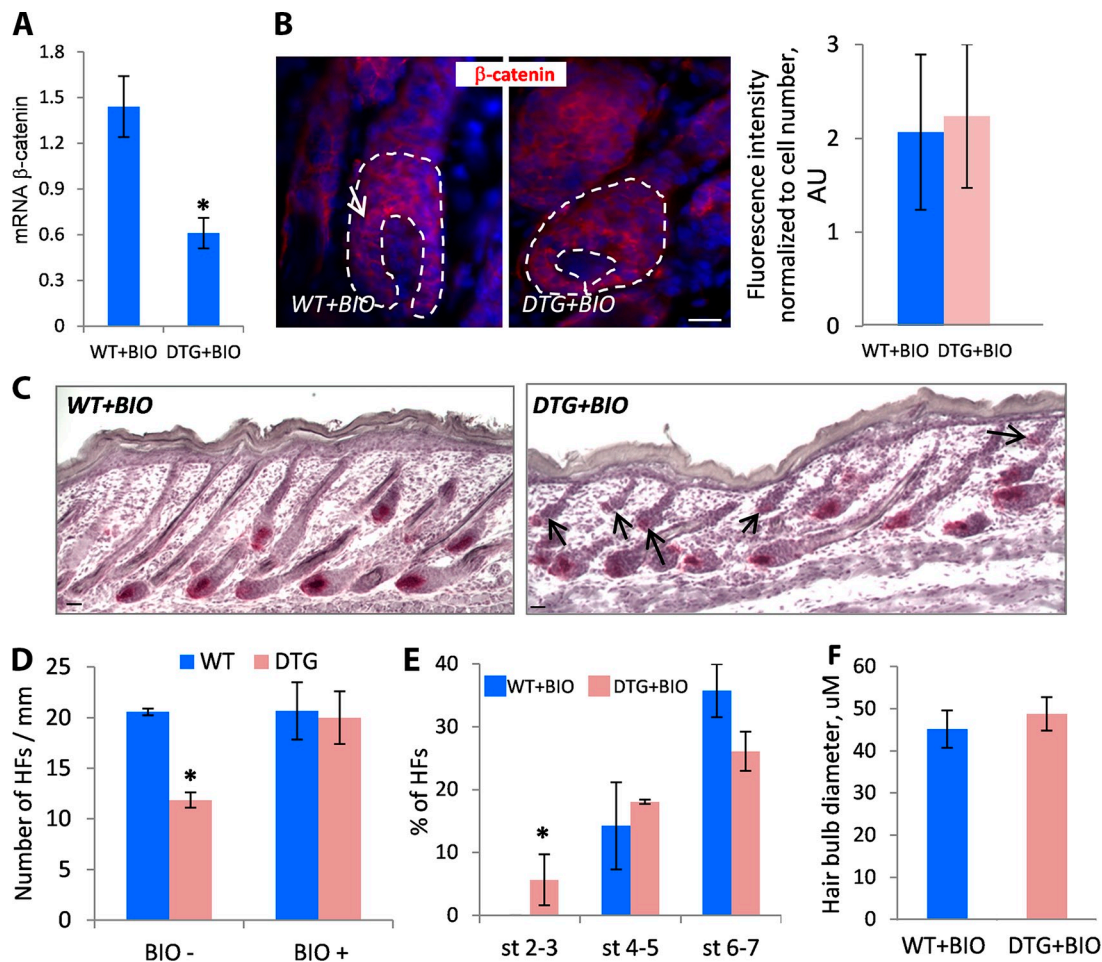 A
mRNA β-catenin
1.8
1.5
1.2
0.9
0.6
0.3
0
*
WT+BIO
DTG+BIO
B
β-catenin
WT+BIO
DTG+BIO
Fluorescence intensity
normalized to cell number,
AU
3
2
1
0
WT+BIO
DTG+BIO
C
WT+BIO
DTG+BIO
D
WT
DTG
Number of HFs / mm
25
20
15
10
5
0
*
BIO -
BIO +
E
WT+BIO
DTG+BIO
% of HFs
40
30
20
10
0
*
st 2-3
st 4-5
st 6-7
F
Hair bulb diameter, uM
60
50
40
30
20
10
0
WT+BIO
DTG+BIO